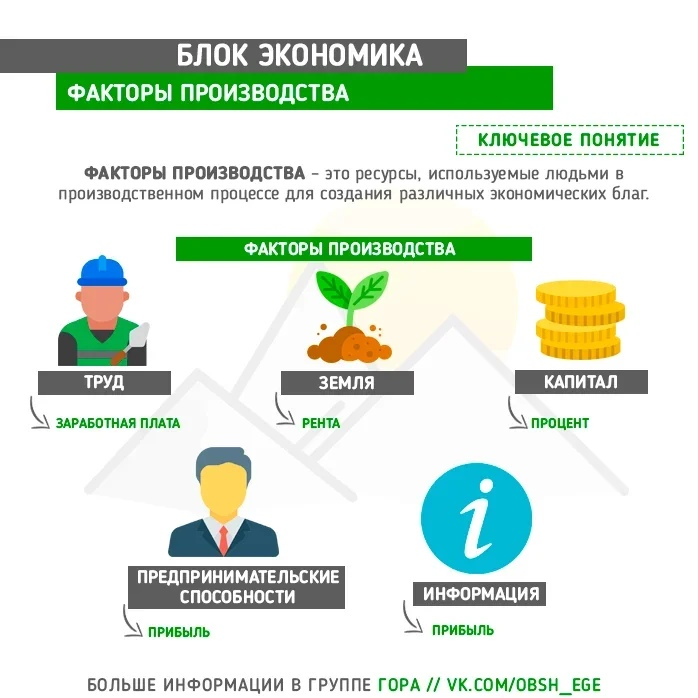 БЛОК ЭКОНОМИКА
ФАКТОРЫ ПРОИЗВОДСТВА
КЛЮЧЕВОЕ ПОНЯТИЕ
ФАКТОРЫ ПРОИЗВОДСТВА – это ресурсы, используемые людьми в
производственном процессе для создания различных экономических благ.
ФАКТОРЫ ПРОИЗВОДСТВА
ТРУД
ЗЕМЛЯ
КАПИТАЛ
ЗАРАБОТНАЯ ПЛАТА
РЕНТА
ПРОЦЕНТ
i
ПРЕДПРИНИМАТЕЛЬСКИЕ
СПОСОБНОСТИ
ИНФОРМАЦИЯ
ПРИБЫЛЬ
ПРИБЫЛЬ
БОЛЬШЕ ИНФОРМАЦИИ В ГРУППЕ ГОРА // VK.COM/OBSH_EGE